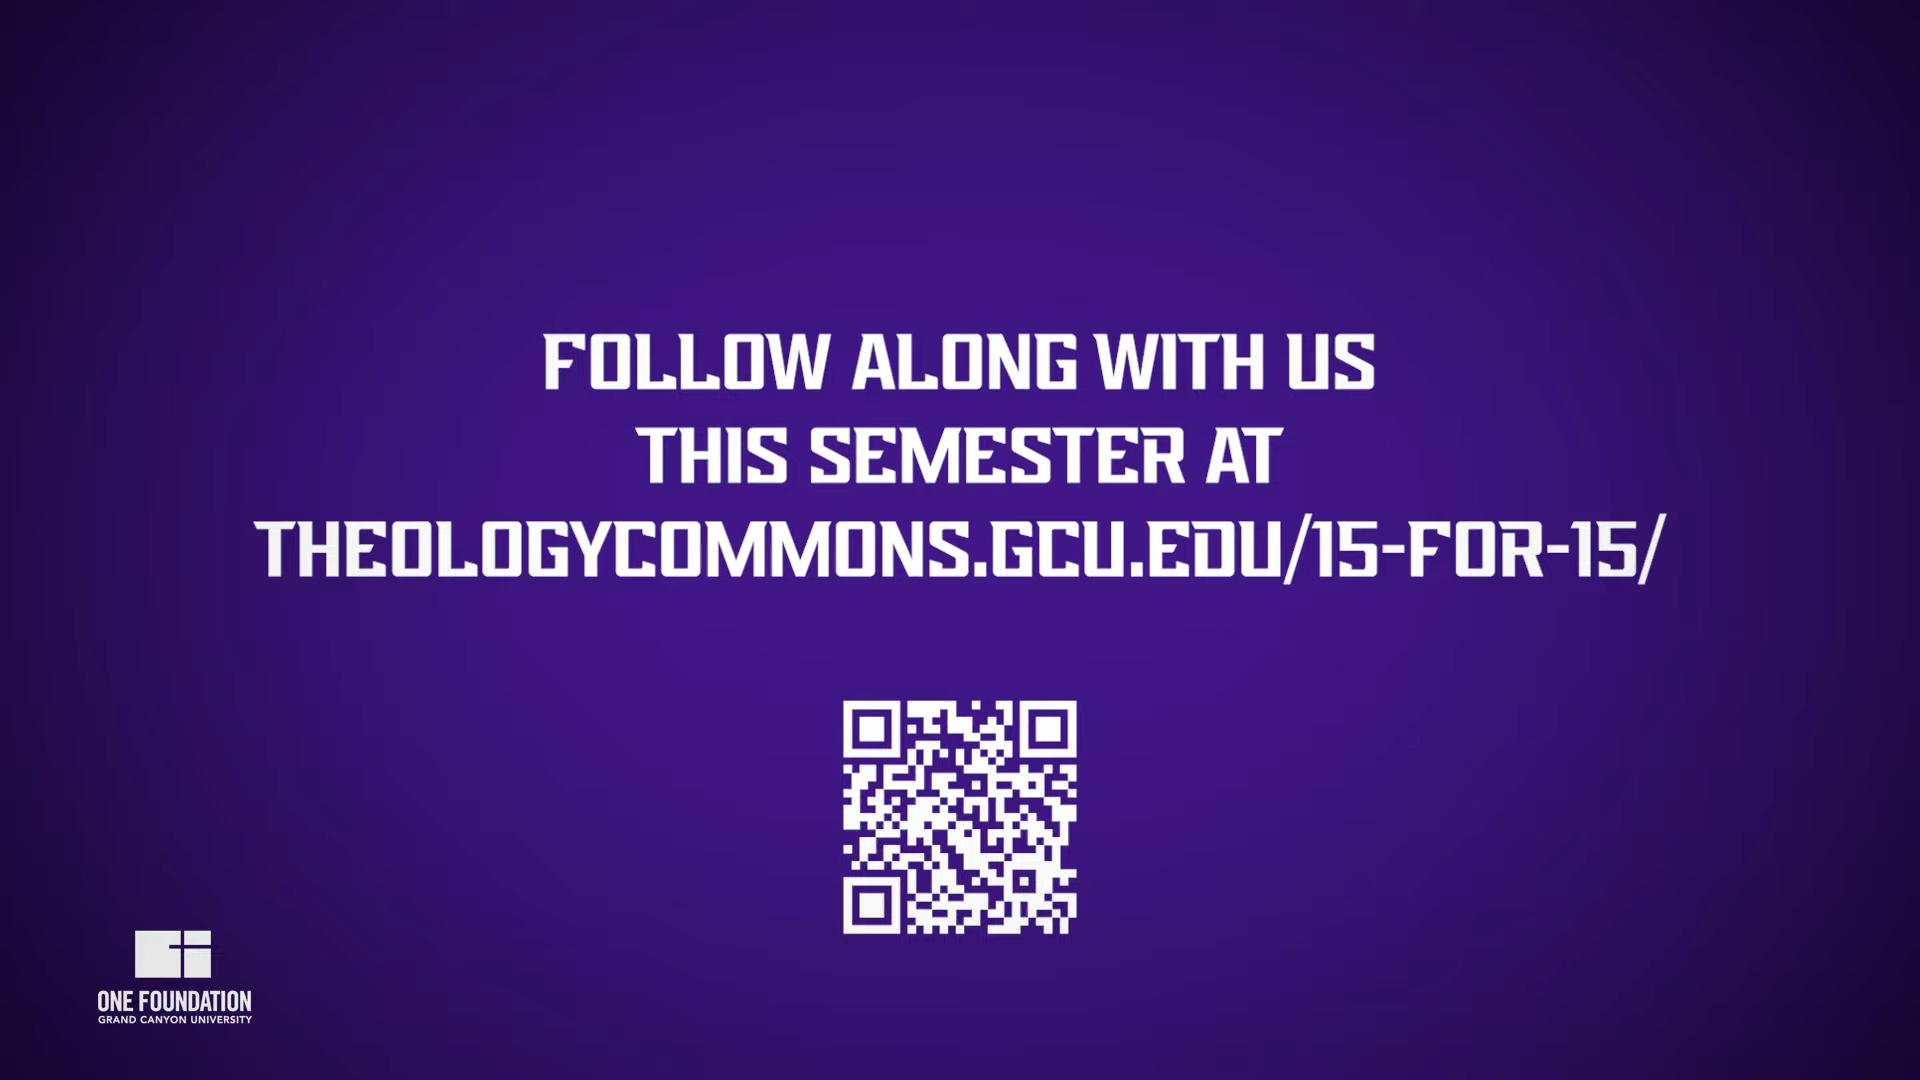 FOLLOW ALONG WITH US
THIS SEMESTER AT
THEOLOGYCOMMONS.GCU.EDU/15-FOR-15/
ONE FOUNDATION
GRAND CANYON UNIVERSITY